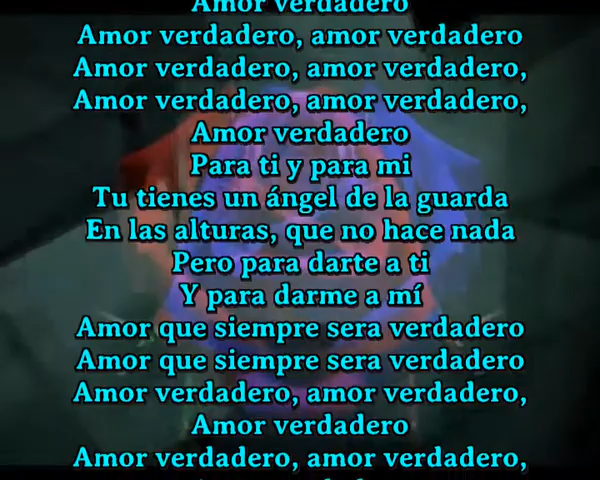 Amor verdadero
Amor verdadero, amor verdadero
Amor verdadero, amor verdadero,
Amor verdadero, amor verdadero,
Amor verdadero
Para ti y para mi
Tu tienes un ángel de la guarda
En las alturas, que no hace nada
Pero para darte a ti
Y para darme a mí
Amor que siempre sera verdadero
Amor que siempre sera verdadero
Amor verdadero, amor verdadero,
Amor verdadero
Amor verdadero, amor verdadero,